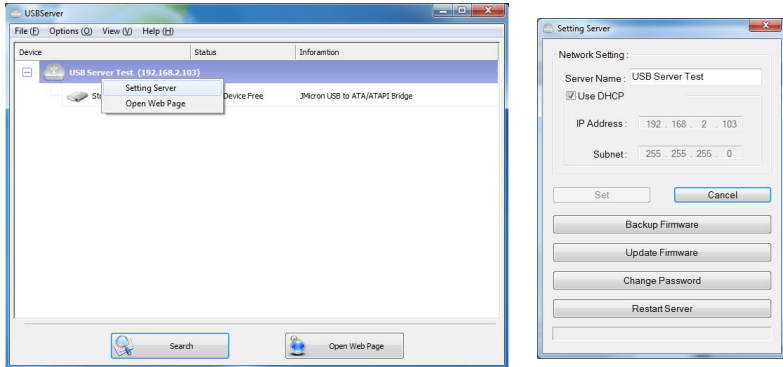 USBServer
File (F) Options (O) View (V) Help (H)
Device Status Inforamtion
USB Server Test (192.168.2.103)
Setting Server
Device Free JMicron USB to ATA/ATAPI Bridge
Open Web Page
Search Open Web Page
Setting Server
Network Setting :
Server Name : USB Server Test
Use DHCP
IP Address : 192 . 168 . 2 . 103
Subnet : 255 . 255 . 255 . 0
Set Cancel
Backup Firmware
Update Firmware
Change Password
Restart Server